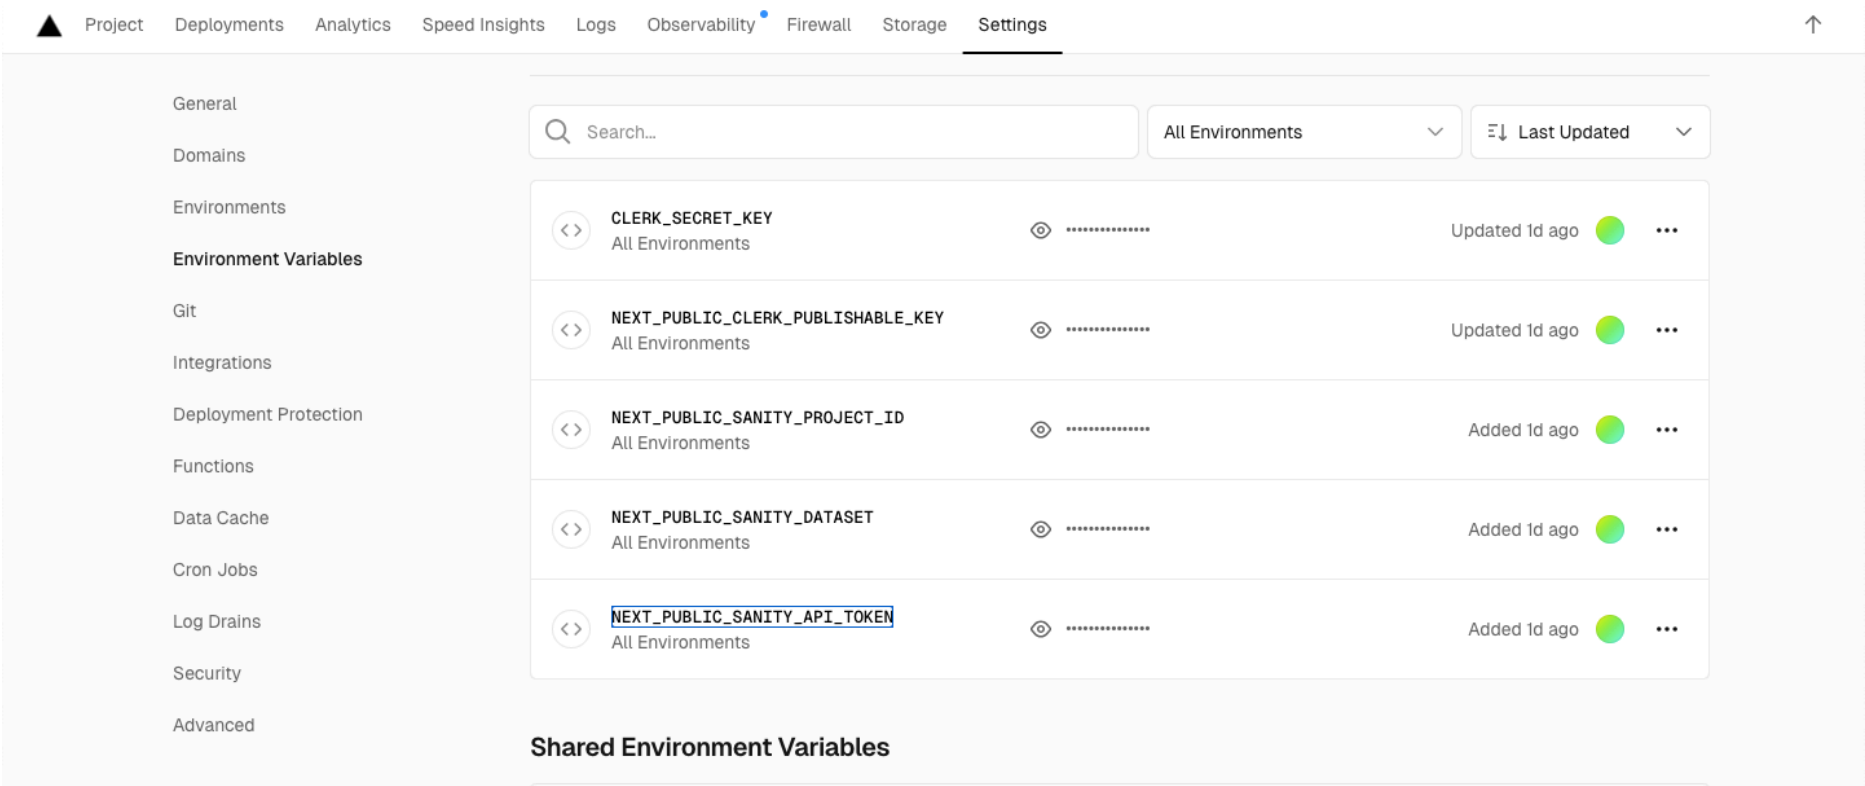 Project Deployments Analytics Speed Insights Logs Observability Firewall Storage Settings
General
Domains
Environments
Environment Variables
Git
Integrations
Deployment Protection
Functions
Data Cache
Cron Jobs
Log Drains
Security
Advanced
Search... All Environments Last Updated
CLERK_SECRET_KEY
All Environments
Updated 1d ago
NEXT_PUBLIC_CLERK_PUBLISHABLE_KEY
All Environments
Updated 1d ago
NEXT_PUBLIC_SANITY_PROJECT_ID
All Environments
Added 1d ago
NEXT_PUBLIC_SANITY_DATASET
All Environments
Added 1d ago
NEXT_PUBLIC_SANITY_API_TOKEN
All Environments
Added 1d ago
Shared Environment Variables